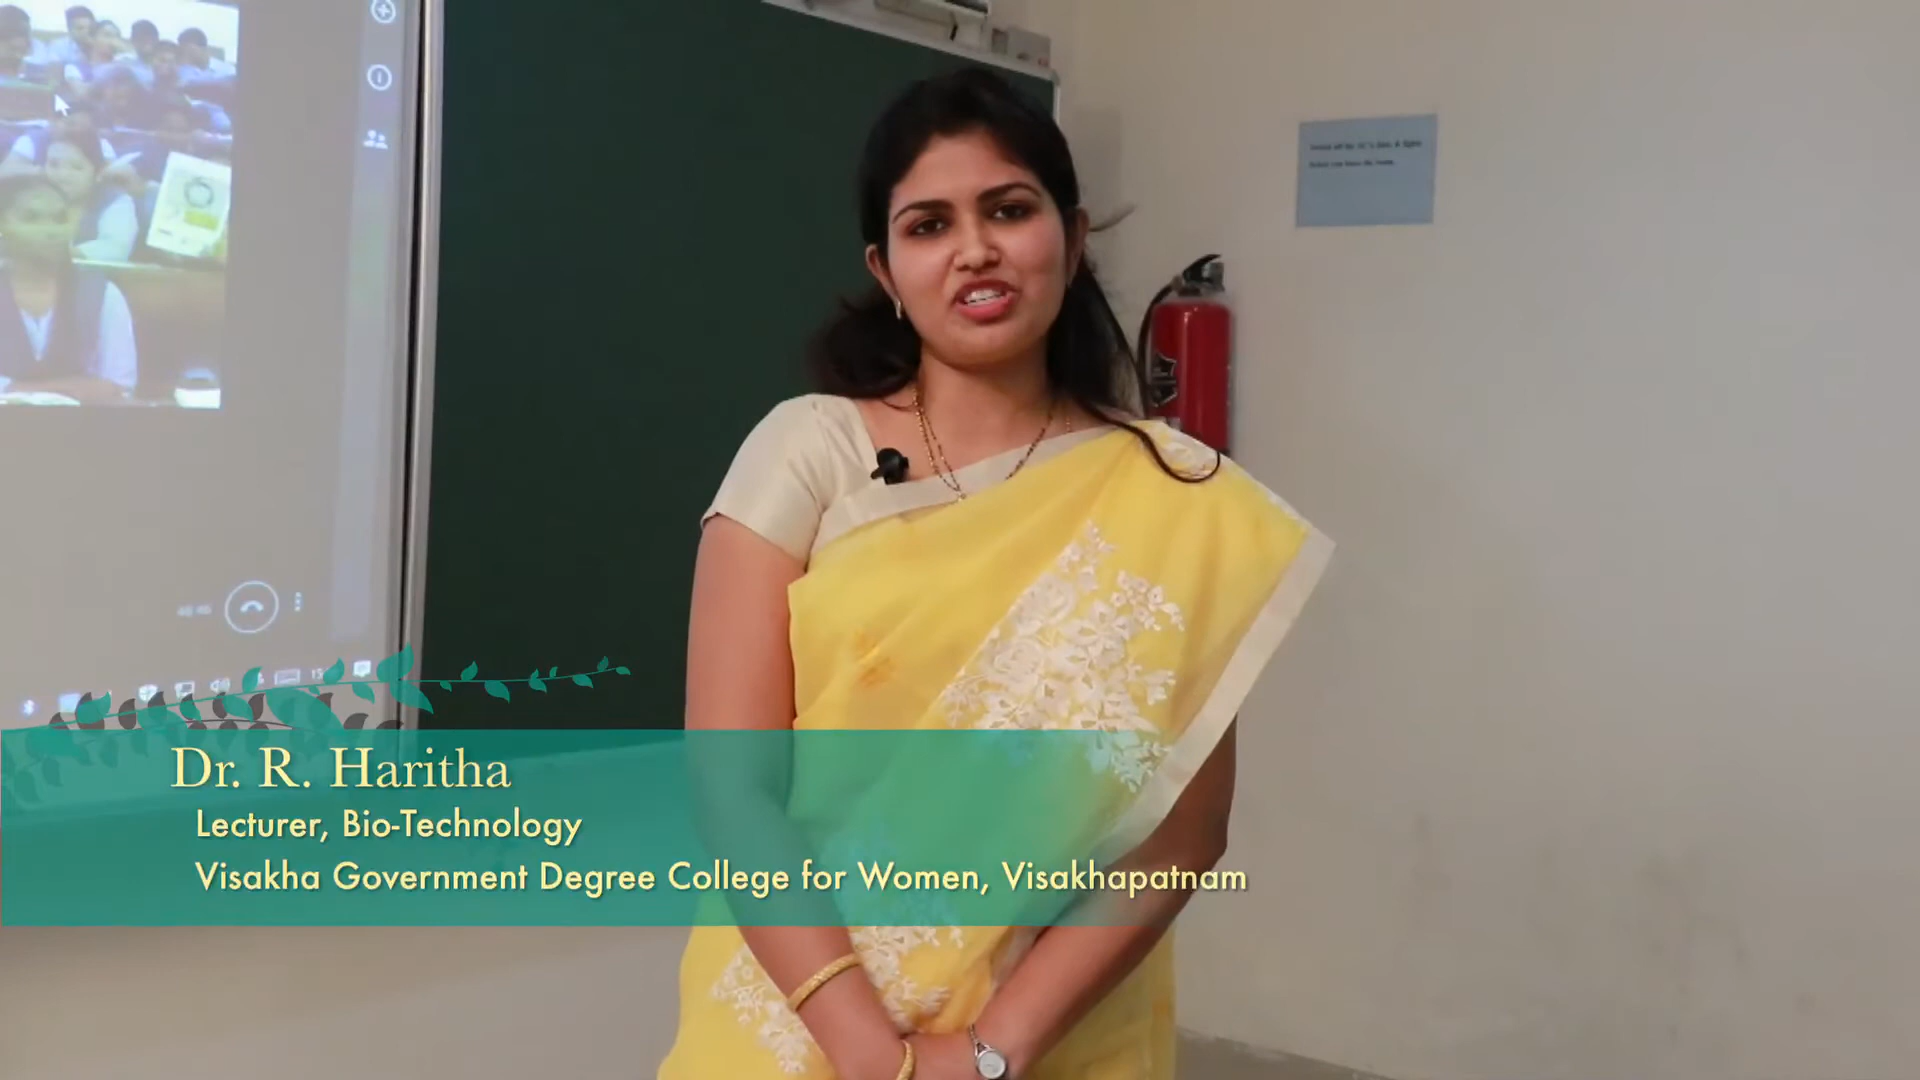 Dr. R. Haritha
Lecturer, Bio-Technology
Visakha Government Degree College for Women, Visakhapatnam